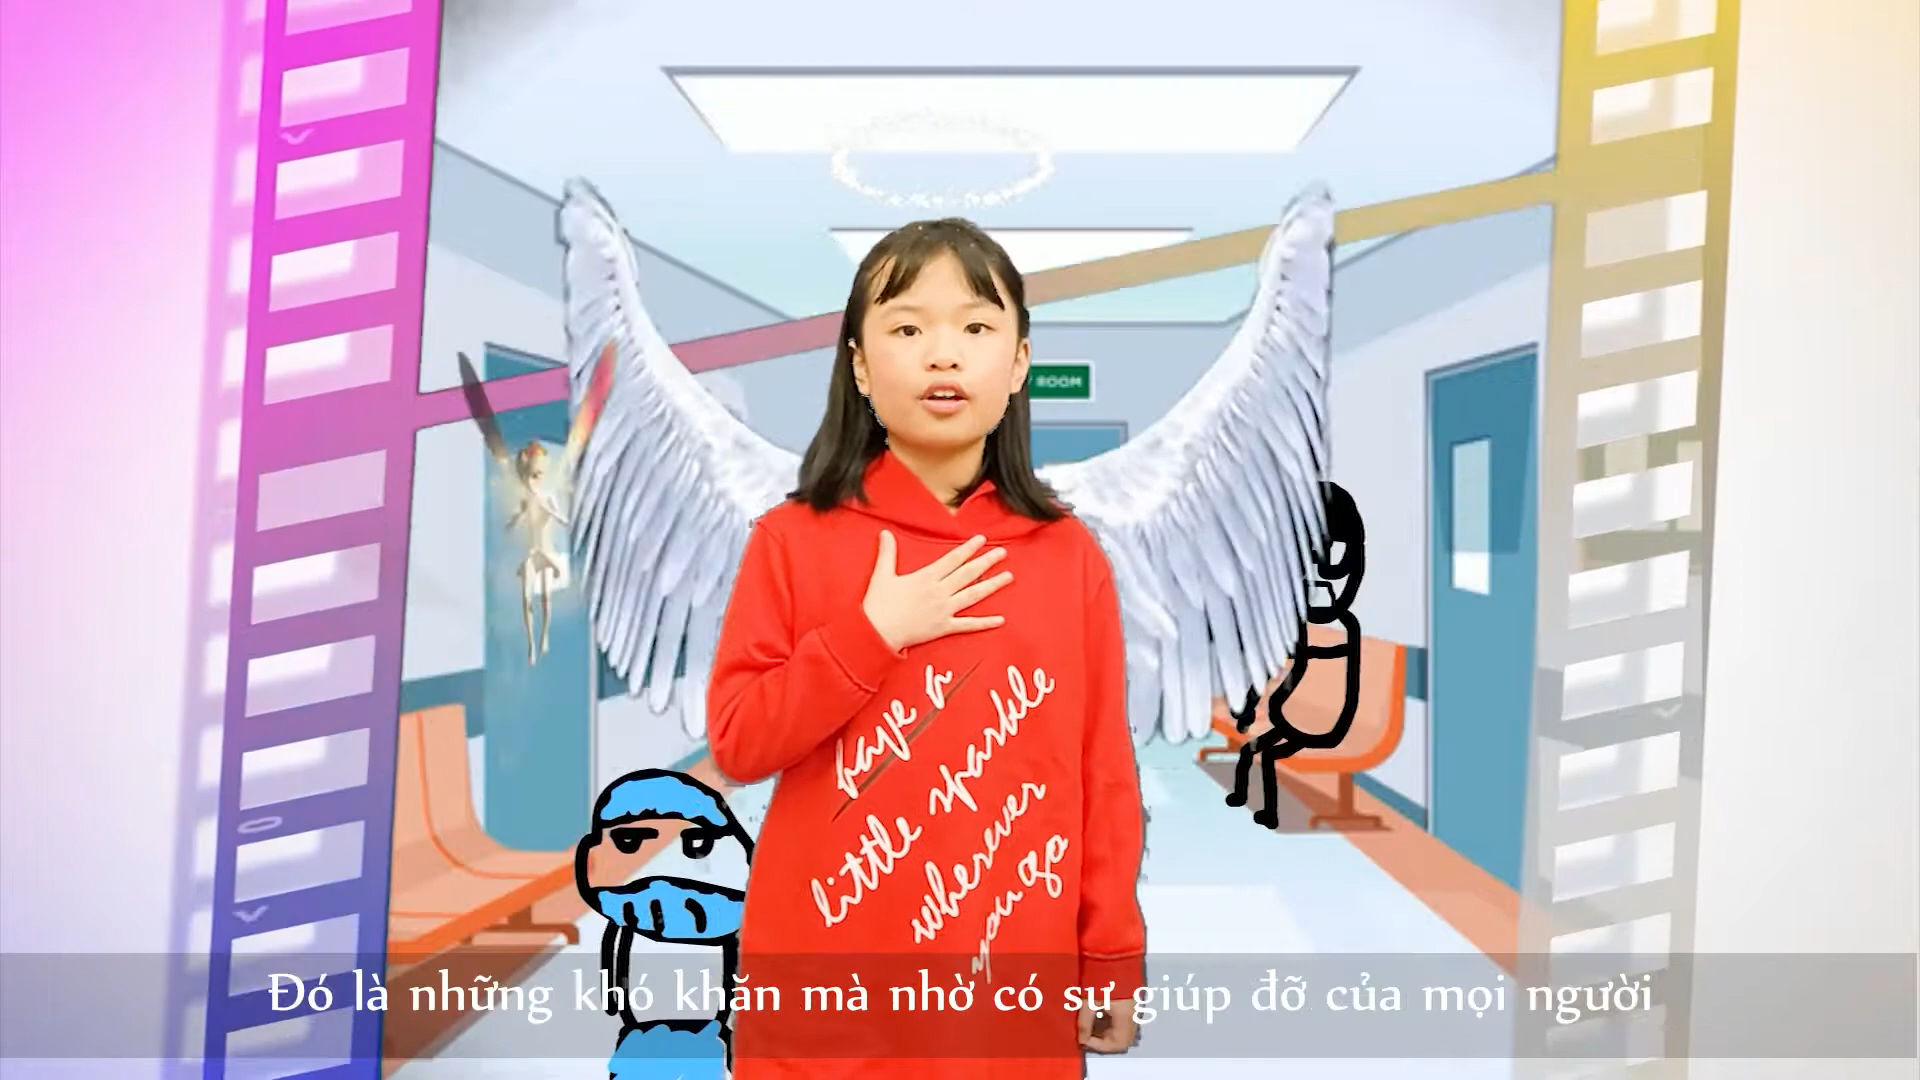 ROOM
have a
little sparkle
wherever
you go
Đó là những khó khăn mà nhờ có sự giúp đỡ của mọi người